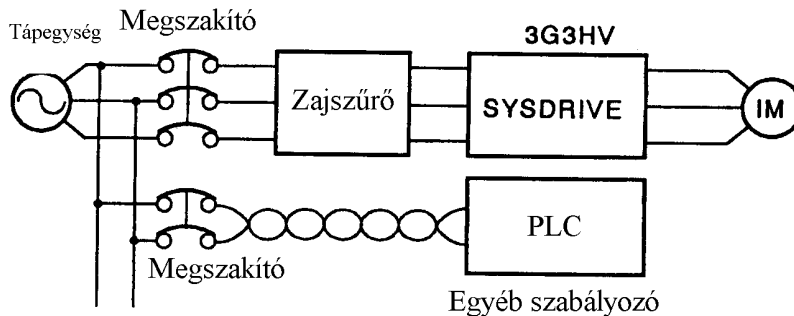 Tápegység
Megszakító
Zajszűrő
3G3HV
SYSDRIVE
IM
Megszakító
PLC
Egyéb szabályozó